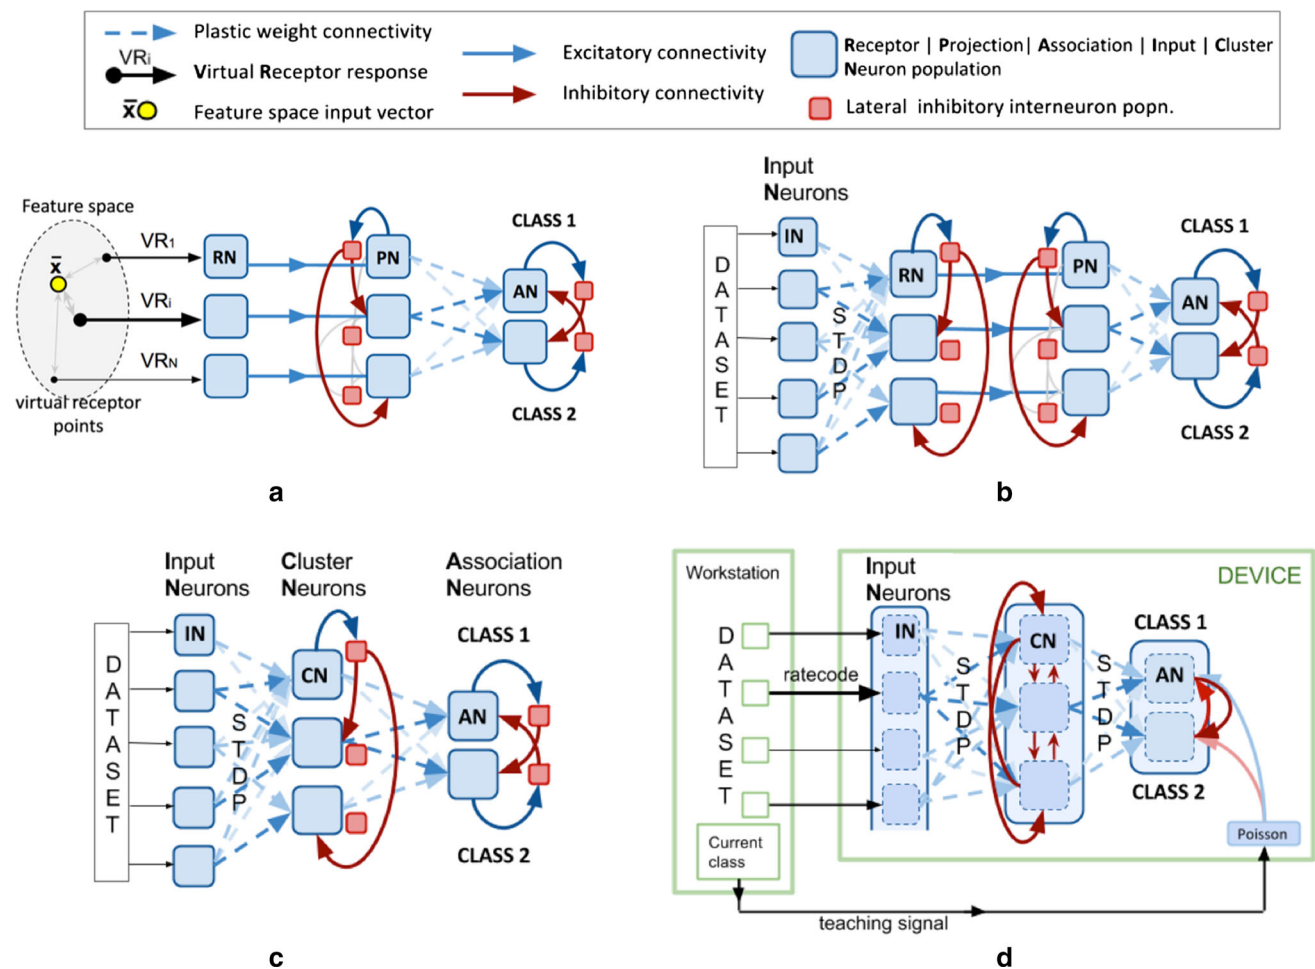 Plastic weight connectivity
VRi
Virtual Receptor response
x̄ Feature space input vector
Excitatory connectivity
Inhibitory connectivity
Receptor | Projection| Association | Input | Cluster
Neuron population
Lateral inhibitory interneuron popn.
Feature space
x̄
VR1
VRi
VRN
virtual receptor
points
RN
PN
AN
CLASS 1
CLASS 2
a
Input
Neurons
DATASET
IN
STDP
RN
PN
AN
CLASS 1
CLASS 2
b
Input
Neurons
Cluster
Neurons
Association
Neurons
DATASET
IN
STDP
CN
AN
CLASS 1
CLASS 2
c
Workstation
DATASET
Current
class
ratecode
teaching signal
DEVICE
Input
Neurons
IN
STDP
CN
STDP
AN
CLASS 1
CLASS 2
Poisson
d